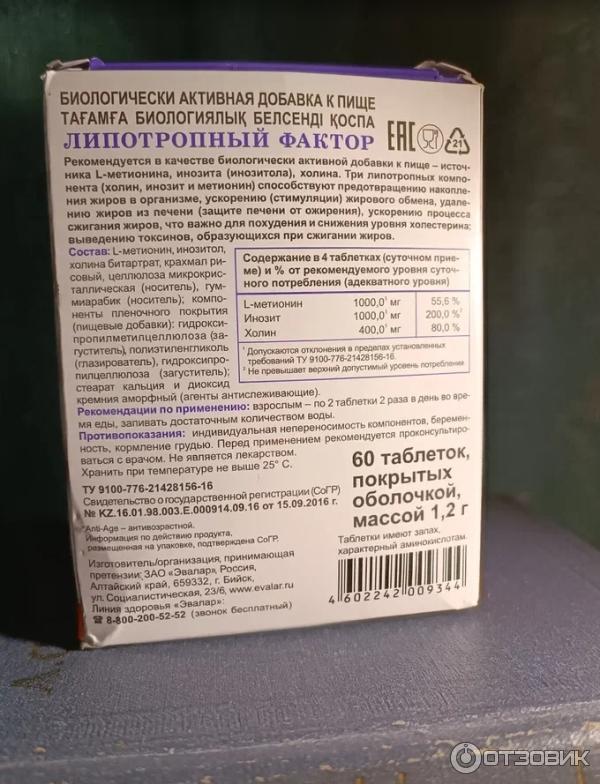 БИОЛОГИЧЕСКИ АКТИВНАЯ ДОБАВКА К ПИЩЕ
ТАҒАМҒА БИОЛОГИЯЛЫҚ БЕЛСЕНДІ ҚОСПА
ЛИПОТРОПНЫЙ ФАКТОР
EAC
21
Рекомендуется в качестве биологически активной добавки к пище – источ-
ника L-метионина, инозита (инозитола), холина. Три липотропных компо-
нента (холин, инозит и метионин) способствуют предотвращению накопле-
ния жиров в организме, ускорению (стимуляции) жирового обмена, удале-
нию жиров из печени (защите печени от ожирения), ускорению процесса
сжигания жиров, что важно для похудения и снижения уровня холестерина;
выведению токсинов, образующихся при сжигании жиров.
Состав: L-метионин, инозитол,
холина битартрат, крахмал ри-
совый, целлюлоза микрокрис-
таллическая (носитель), гум-
миарабик (носитель); компо-
ненты пленочного покрытия
(пищевые добавки): гидрокси-
пропилметилцеллюлоза (за-
густитель), полиэтиленгликоль
(глазирователь), гидроксипро-
пилцеллюлоза (загуститель);
стеарат кальция и диоксид
кремния аморфный (агенты антислеживающие).
Содержание в 4 таблетках (суточном прие-
ме) и % от рекомендуемого уровня суточ-
ного потребления (адекватного уровня)
L-метионин 1000,0¹ мг 55,6 %
Инозит 1000,0¹ мг 200,0 %²
Холин 400,0¹ мг 80,0 %
¹ Допускаются отклонения в пределах установленных
требований ТУ 9100-776-21428156-16.
² Не превышает верхний допустимый уровень потребления
Рекомендации по применению: взрослым – по 2 таблетки 2 раза в день во вре-
мя еды, запивать достаточным количеством воды.
Противопоказания: индивидуальная непереносимость компонентов, беремен-
ность, кормление грудью. Перед применением рекомендуется проконсультиро-
ваться с врачом. Не является лекарством.
Хранить при температуре не выше 25° С.
ТУ 9100-776-21428156-16
Свидетельство о государственной регистрации (СоГР)
№ KZ.16.01.98.003.E.000914.09.16 от 15.09.2016 г.
*Anti-Age – антивозрастной.
Информация по действию продукта,
размещенная на упаковке, подтверждена СоГР.
Изготовитель/организация, принимающая
претензии: ЗАО «Эвалар», Россия,
Алтайский край, 659332, г. Бийск,
ул. Социалистическая, 23/6, www.evalar.ru
Линия здоровья «Эвалар»:
☎ 8-800-200-52-52 (звонок бесплатный)
60 таблеток,
покрытых
оболочкой,
массой 1,2 г
Таблетки имеют запах,
характерный аминокислотам.
4 602242 009344
ОТЗОВИК